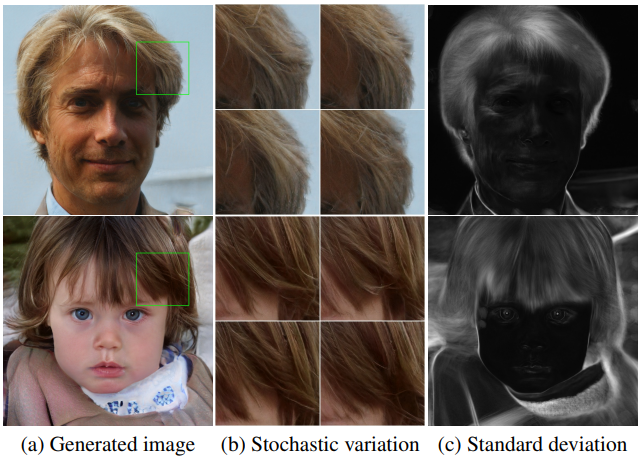 (a) Generated image (b) Stochastic variation (c) Standard deviation